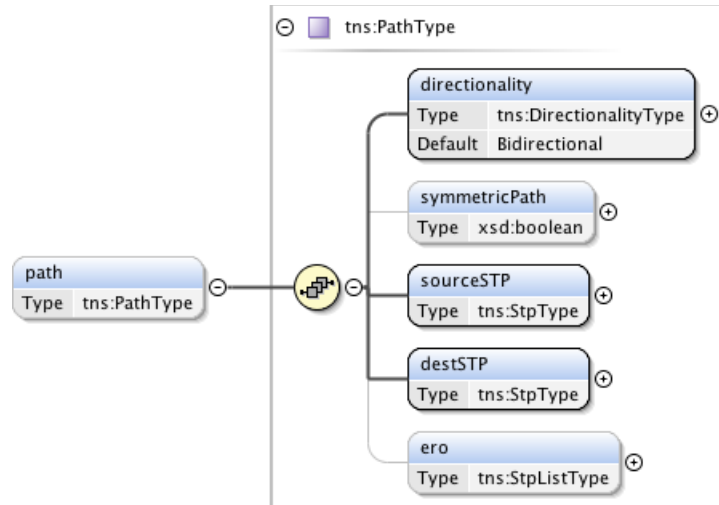 tns:PathType
directionality
Type tns:DirectionalityType
Default Bidirectional
symmetricPath
Type xsd:boolean
path
Type tns:PathType
sourceSTP
Type tns:StpType
destSTP
Type tns:StpType
ero
Type tns:StpListType